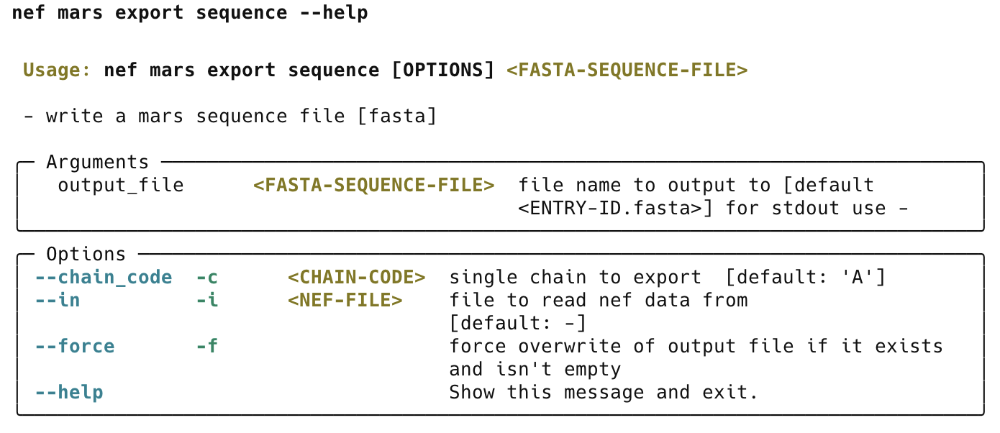 nef mars export sequence --help
Usage: nef mars export sequence [OPTIONS] <FASTA-SEQUENCE-FILE>
- write a mars sequence file [fasta]
Arguments
output_file <FASTA-SEQUENCE-FILE> file name to output to [default
<ENTRY-ID.fasta>] for stdout use -
Options
--chain_code -c <CHAIN-CODE> single chain to export [default: 'A']
--in -i <NEF-FILE> file to read nef data from
[default: -]
--force -f force overwrite of output file if it exists
and isn't empty
--help Show this message and exit.